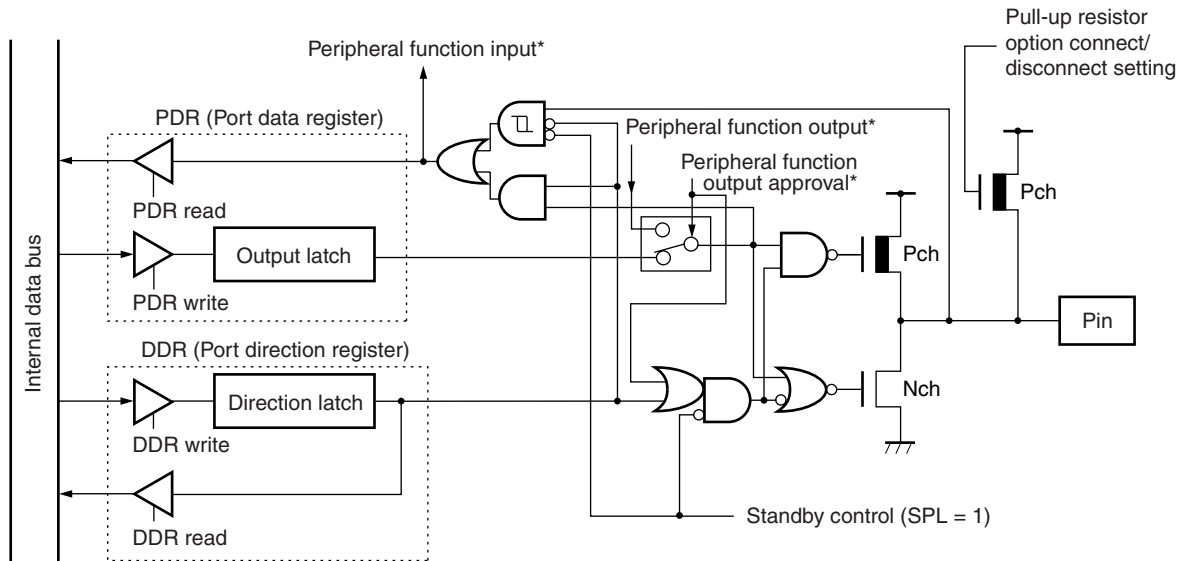 Pull-up resistor
option connect/
disconnect setting
Peripheral function input*
PDR (Port data register)
Peripheral function output*
Peripheral function
output approval*
Pch
PDR read
Output latch
Pch
PDR write
Pin
Internal data bus
DDR (Port direction register)
Direction latch
Nch
DDR write
DDR read
Standby control (SPL = 1)